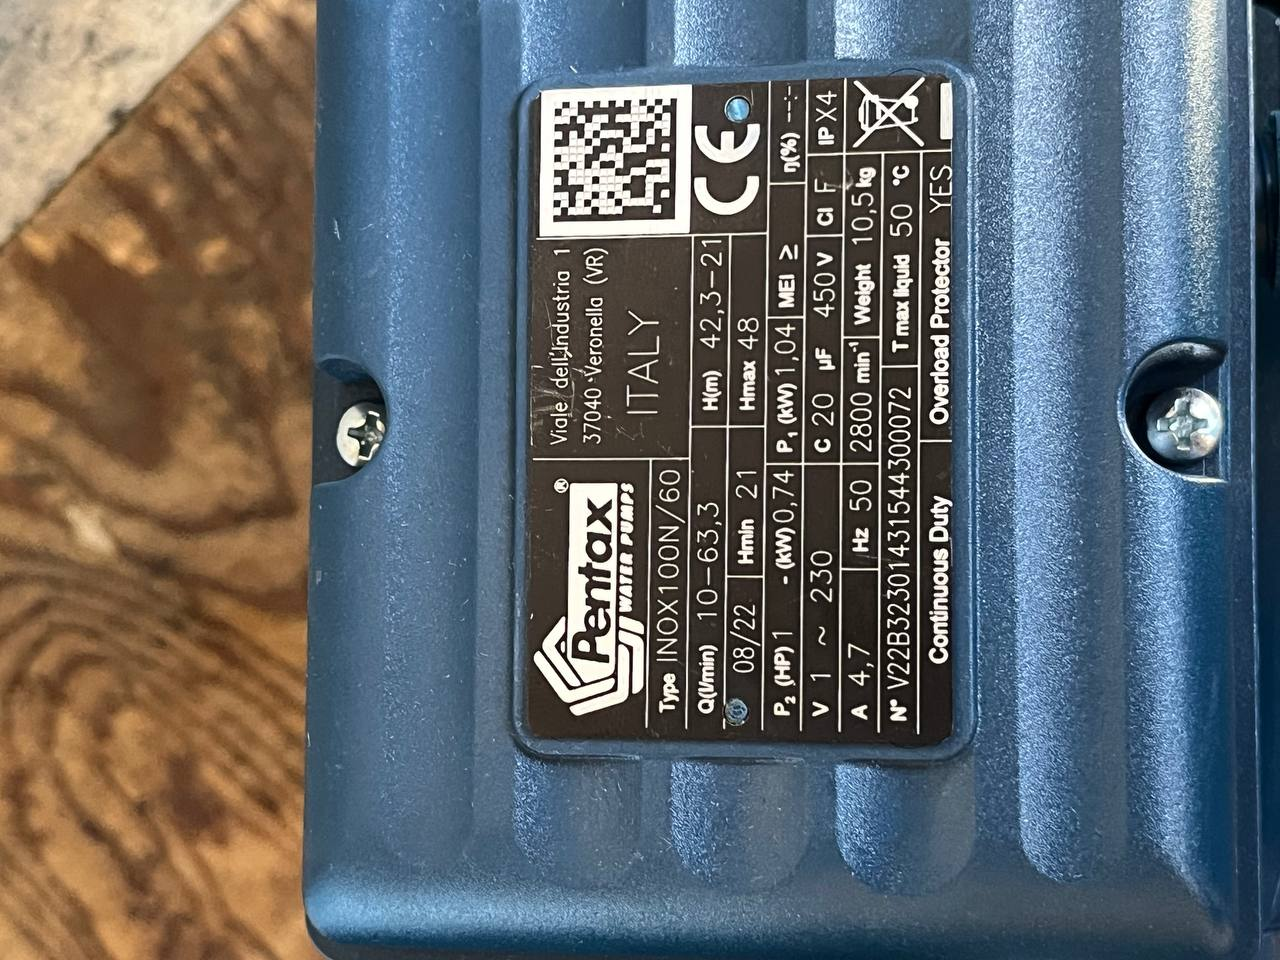 Pentax ®
WATER PUMPS
Viale dell'Industria 1
37040 Veronella (VR)
ITALY
Type INOX100N/60
Q(l/min) 10–63,3 H(m) 42,3–21
08/22 Hmin 21 Hmax 48
CE
P₂ (HP) 1 - (kW) 0,74 P₁ (kW) 1,04 MEI ≥ η(%) --:-
V 1 ~ 230 C 20 µF 450 V Cl F IP X4
A 4,7 Hz 50 2800 min⁻¹ Weight 10,5 kg
N° V22B3230143154430​0072 T max liquid 50 °C
Continuous Duty Overload Protector YES